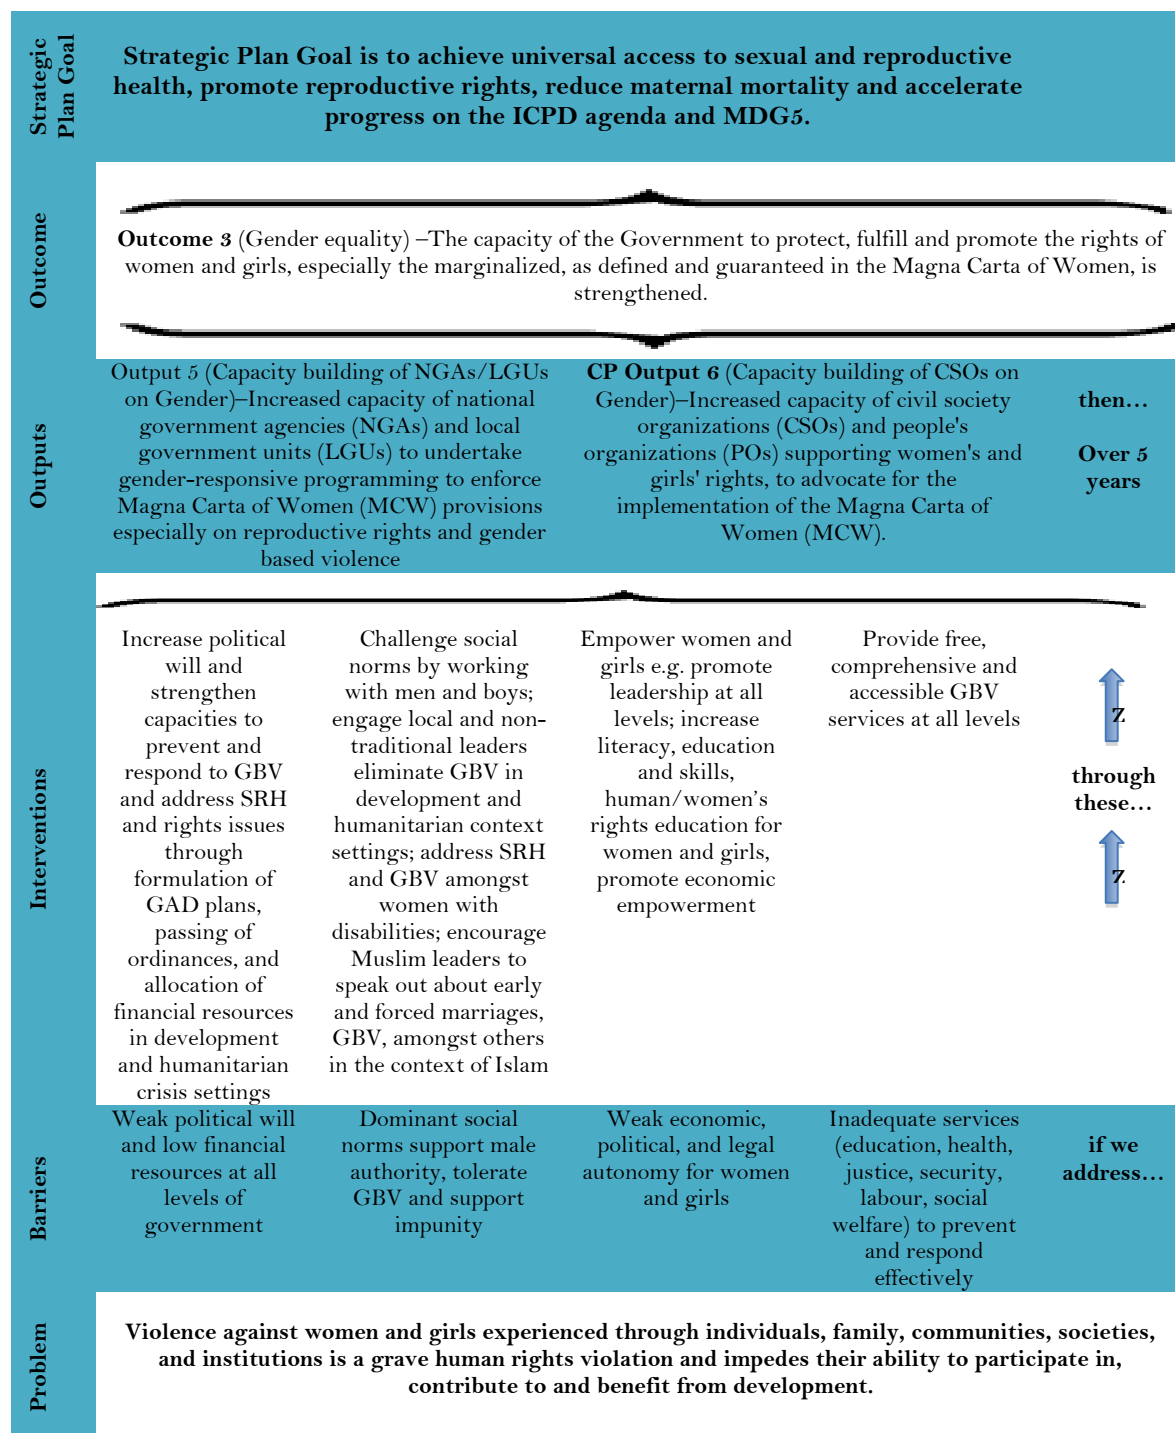 Strategic
Plan Goal
Strategic Plan Goal is to achieve universal access to sexual and reproductive
health, promote reproductive rights, reduce maternal mortality and accelerate
progress on the ICPD agenda and MDG5.
Outcome
Outcome 3 (Gender equality) –The capacity of the Government to protect, fulfill and promote the rights of
women and girls, especially the marginalized, as defined and guaranteed in the Magna Carta of Women, is
strengthened.
Outputs
Output 5 (Capacity building of NGAs/LGUs
on Gender)–Increased capacity of national
government agencies (NGAs) and local
government units (LGUs) to undertake
gender-responsive programming to enforce
Magna Carta of Women (MCW) provisions
especially on reproductive rights and gender
based violence
CP Output 6 (Capacity building of CSOs on
Gender)–Increased capacity of civil society
organizations (CSOs) and people's
organizations (POs) supporting women's and
girls' rights, to advocate for the
implementation of the Magna Carta of
Women (MCW).
then…
Over 5
years
Interventions
Increase political
will and
strengthen
capacities to
prevent and
respond to GBV
and address SRH
and rights issues
through
formulation of
GAD plans,
passing of
ordinances, and
allocation of
financial resources
in development
and humanitarian
crisis settings
Challenge social
norms by working
with men and boys;
engage local and non-
traditional leaders
eliminate GBV in
development and
humanitarian context
settings; address SRH
and GBV amongst
women with
disabilities; encourage
Muslim leaders to
speak out about early
and forced marriages,
GBV, amongst others
in the context of Islam
Empower women and
girls e.g. promote
leadership at all
levels; increase
literacy, education
and skills,
human/women's
rights education for
women and girls,
promote economic
empowerment
Provide free,
comprehensive and
accessible GBV
services at all levels
Z
through
these…
Z
Barriers
Weak political will
and low financial
resources at all
levels of
government
Dominant social
norms support male
authority, tolerate
GBV and support
impunity
Weak economic,
political, and legal
autonomy for women
and girls
Inadequate services
(education, health,
justice, security,
labour, social
welfare) to prevent
and respond
effectively
if we
address…
Problem
Violence against women and girls experienced through individuals, family, communities, societies,
and institutions is a grave human rights violation and impedes their ability to participate in,
contribute to and benefit from development.